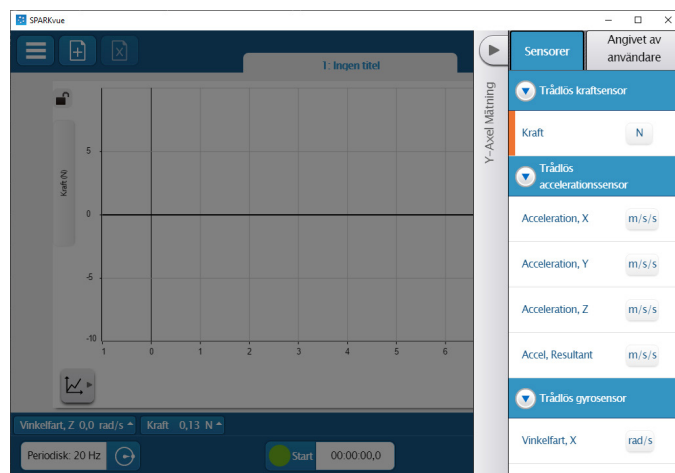 SPARKvue
1: Ingen titel
Kraft (N)
5
0
-5
-10
1 0 1 2 3 4 5 6
Vinkelfart, Z 0,0 rad/s Kraft 0,13 N
Periodisk: 20 Hz
Start 00:00:00,0
Y-Axel Mätning
Sensorer
Angivet av
användare
Trådlös kraftsensor
Kraft N
Trådlös
accelerationssensor
Acceleration, X m/s/s
Acceleration, Y m/s/s
Acceleration, Z m/s/s
Accel, Resultant m/s/s
Trådlös gyrosensor
Vinkelfart, X rad/s